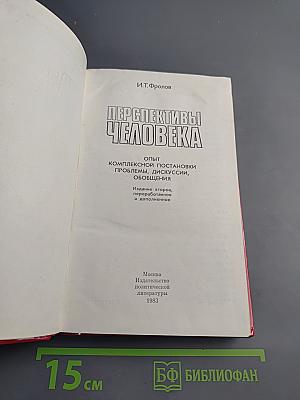 И.Т.Фролов
ПЕРСПЕКТИВЫ
ЧЕЛОВЕКА
ОПЫТ
КОМПЛЕКСНОЙ ПОСТАНОВКИ
ПРОБЛЕМЫ, ДИСКУССИИ,
ОБОБЩЕНИЯ
Издание второе,
переработанное
и дополненное
Москва
Издательство
политической
литературы
1983
15 см
БФ БИБЛИОФАН